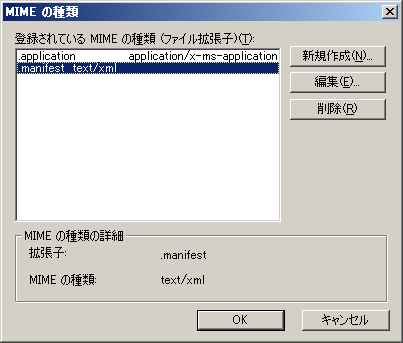 MIME の種類
登録されている MIME の種類 (ファイル拡張子)(T):
.application application/x-ms-application
.manifest text/xml
新規作成(N)...
編集(E)...
削除(R)
MIME の種類の詳細
拡張子: .manifest
MIME の種類: text/xml
OK キャンセル